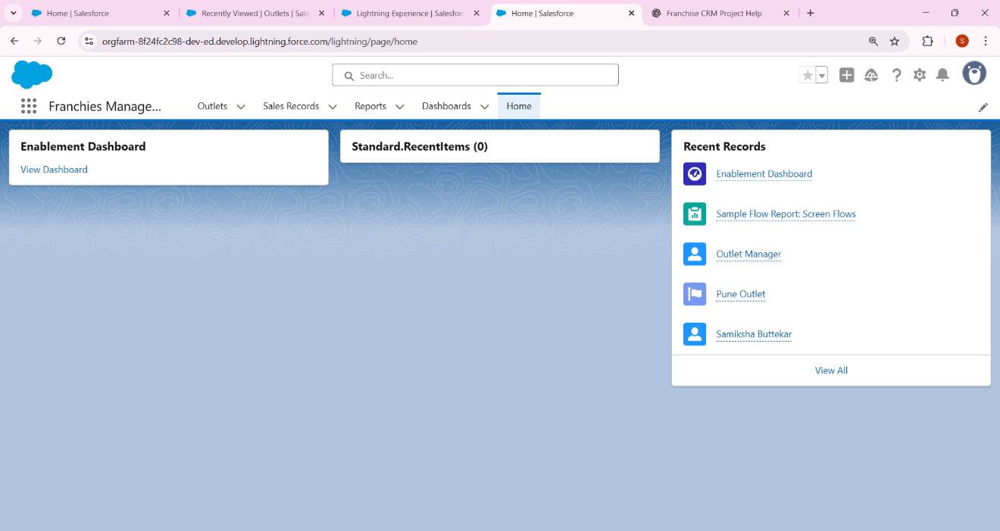 Home | Salesforce
Recently Viewed | Outlets | Sale
Lightning Experience | Salesforc
Home | Salesforce
Franchise CRM Project Help
orgfarm-8f24fc2c98-dev-ed.develop.lightning.force.com/lightning/page/home
S
Search...
Franchies Manage...
Outlets
Sales Records
Reports
Dashboards
Home
Enablement Dashboard
View Dashboard
Standard.RecentItems (0)
Recent Records
Enablement Dashboard
Sample Flow Report: Screen Flows
Outlet Manager
Pune Outlet
Samiksha Buttekar
View All